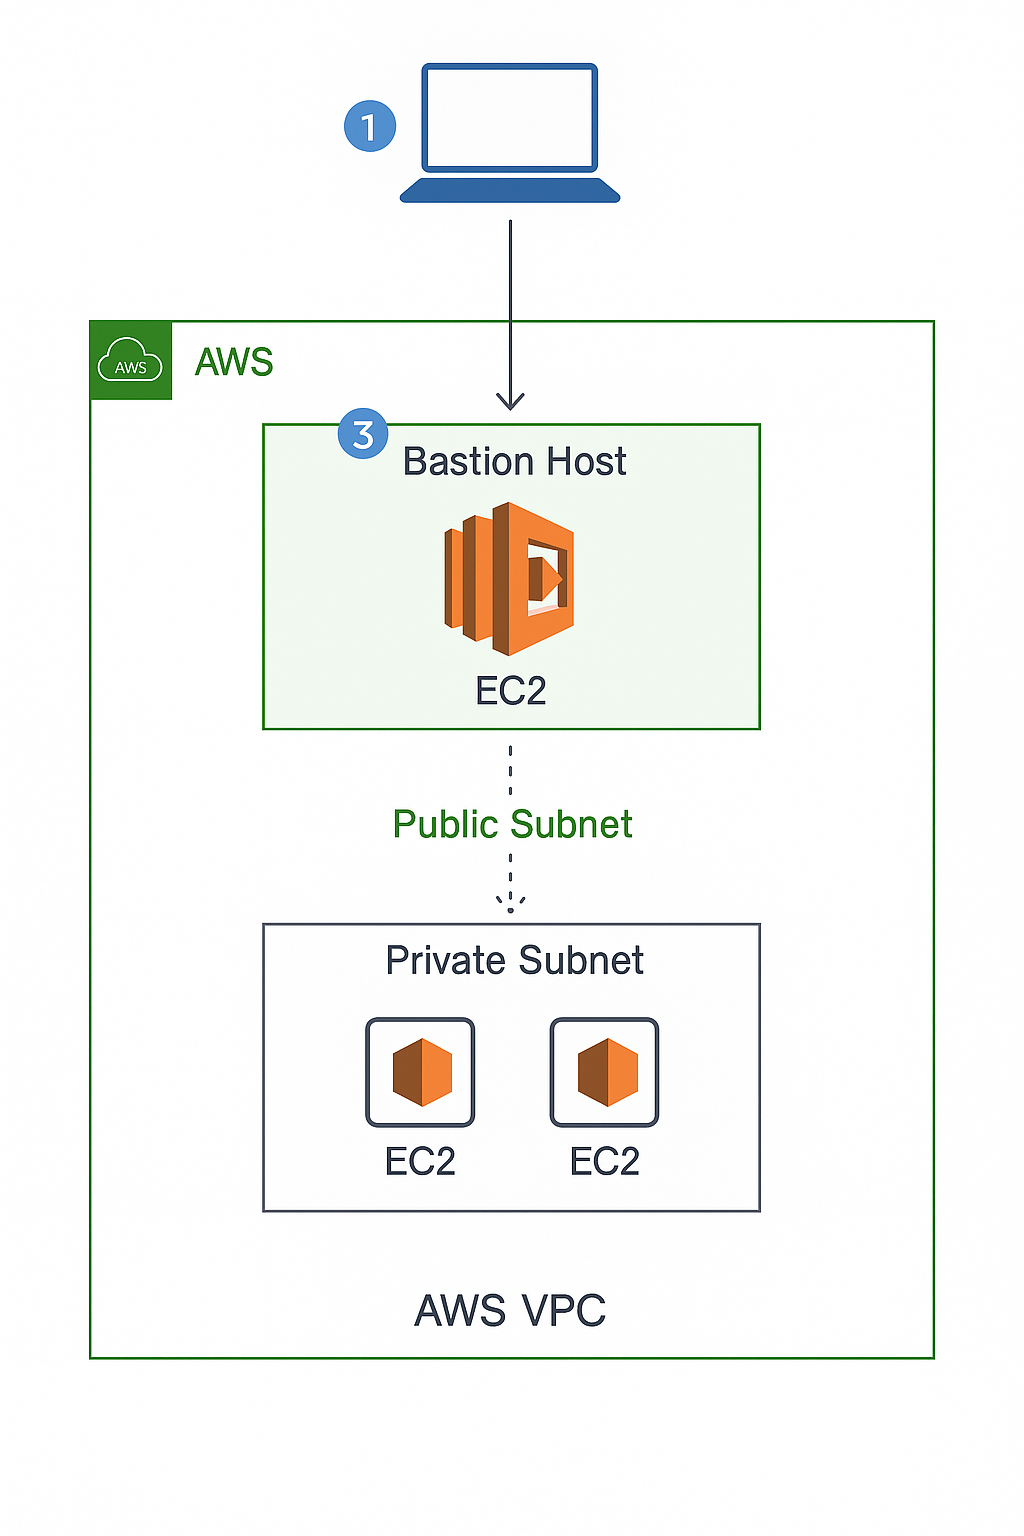 1
AWS
AWS
3
Bastion Host
EC2
Public Subnet
Private Subnet
EC2
EC2
AWS VPC